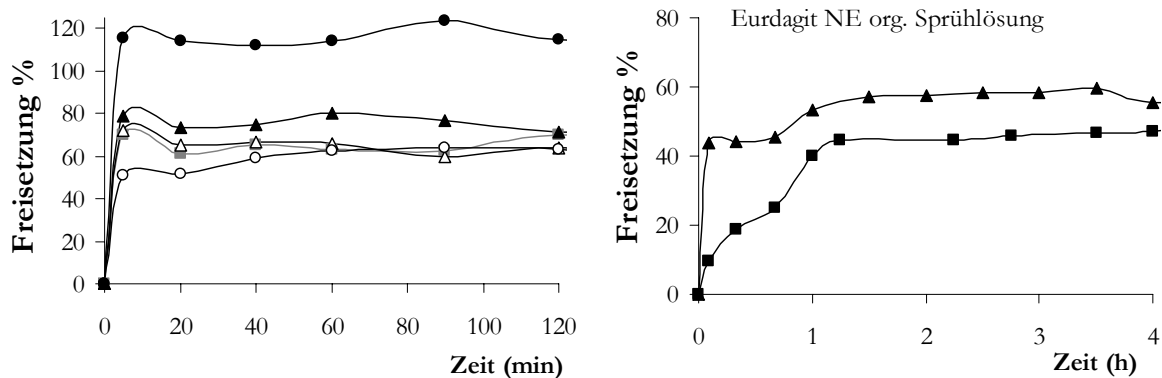 120
100
80
60
40
20
0
Freisetzung %
0 20 40 60 80 100 120
Zeit (min)
Eurdagit NE org. Sprühlösung
80
60
40
20
0
Freisetzung %
0 1 2 3 4
Zeit (h)